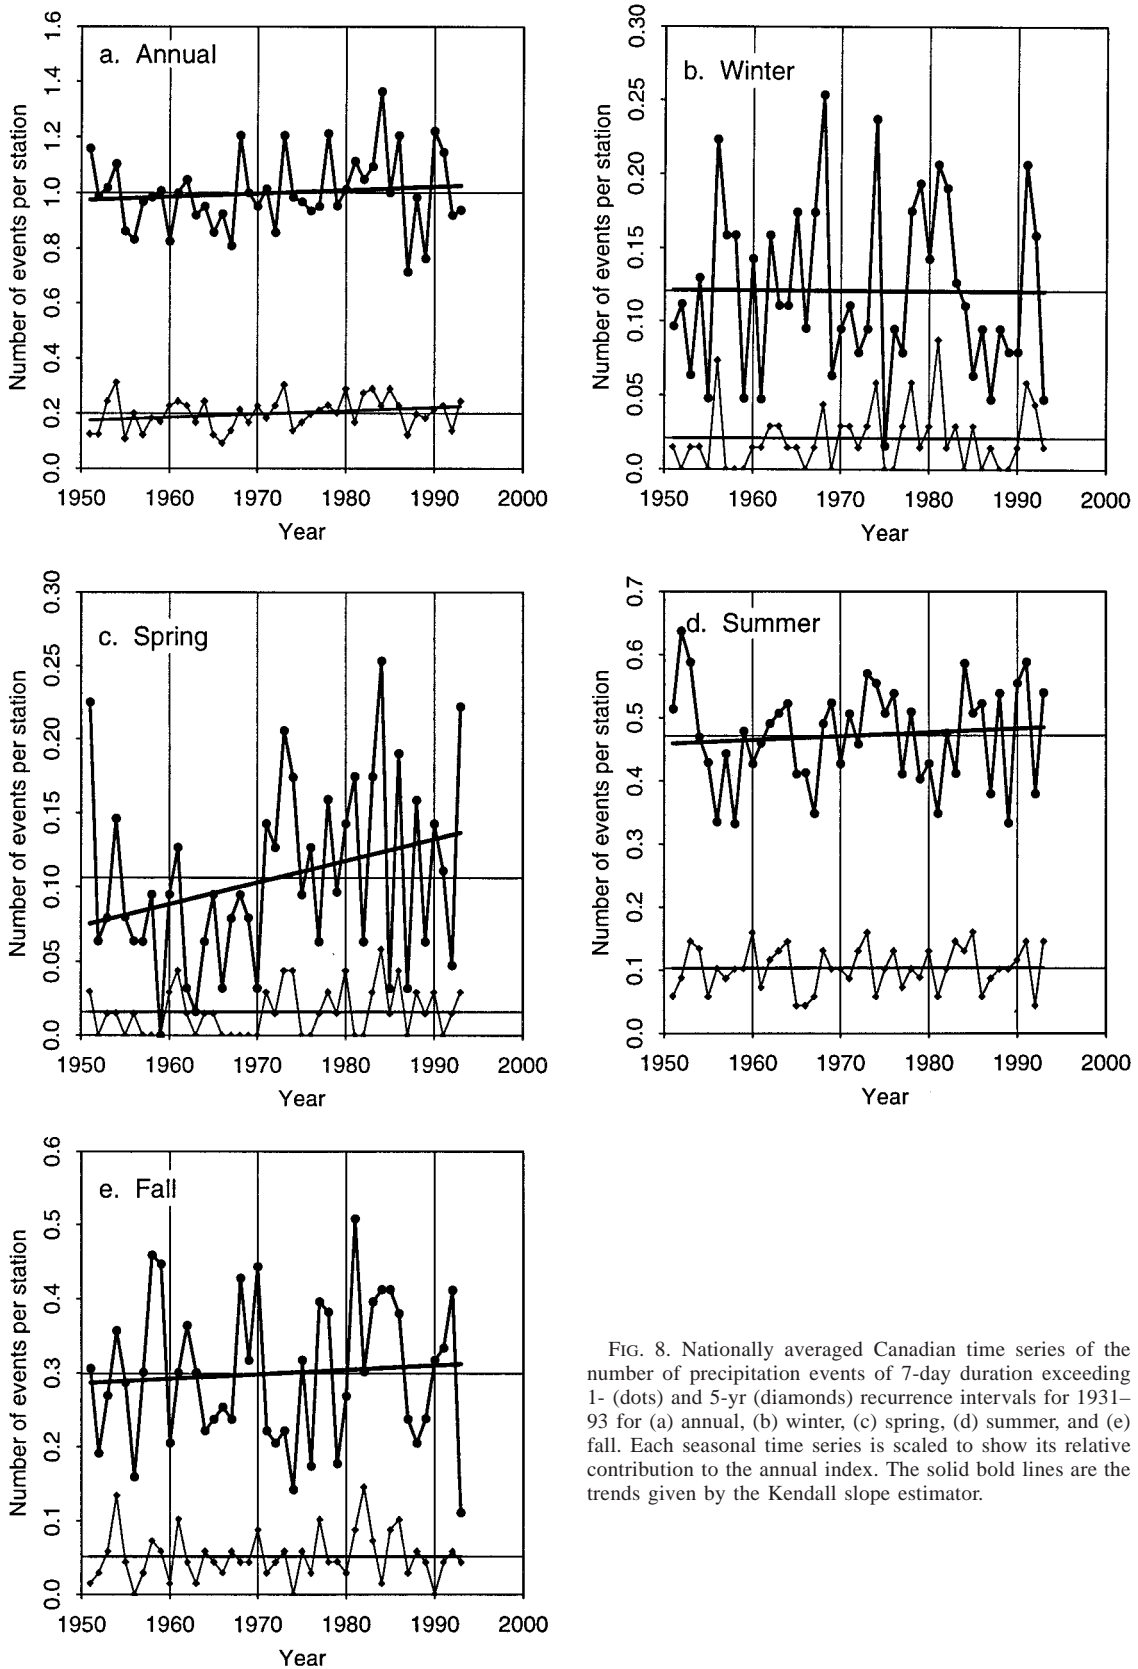 a. Annual
Number of events per station
0.0 0.2 0.4 0.6 0.8 1.0 1.2 1.4 1.6
1950 1960 1970 1980 1990 2000
Year
b. Winter
Number of events per station
0.0 0.05 0.10 0.15 0.20 0.25 0.30
1950 1960 1970 1980 1990 2000
Year
c. Spring
Number of events per station
0.0 0.05 0.10 0.15 0.20 0.25 0.30
1950 1960 1970 1980 1990 2000
Year
d. Summer
Number of events per station
0.0 0.1 0.2 0.3 0.4 0.5 0.6 0.7
1950 1960 1970 1980 1990 2000
Year
e. Fall
Number of events per station
0.0 0.1 0.2 0.3 0.4 0.5 0.6
1950 1960 1970 1980 1990 2000
Year
FIG. 8. Nationally averaged Canadian time series of the
number of precipitation events of 7-day duration exceeding
1- (dots) and 5-yr (diamonds) recurrence intervals for 1931–
93 for (a) annual, (b) winter, (c) spring, (d) summer, and (e)
fall. Each seasonal time series is scaled to show its relative
contribution to the annual index. The solid bold lines are the
trends given by the Kendall slope estimator.